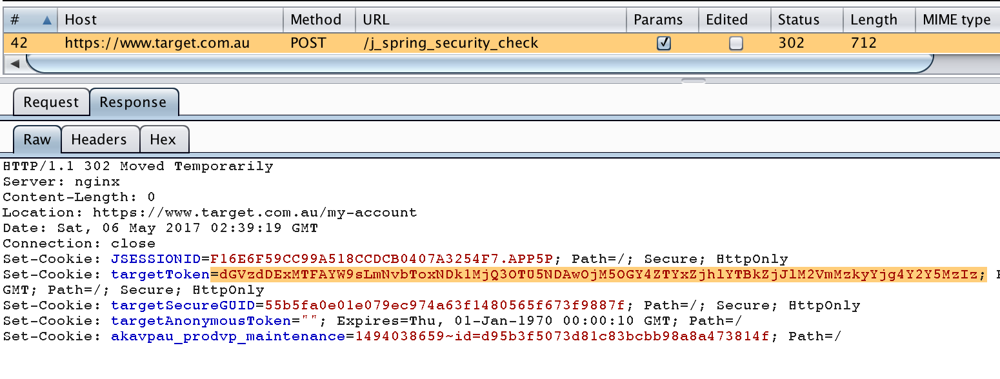 # Host Method URL Params Edited Status Length MIME type
42 https://www.target.com.au POST /j_spring_security_check 302 712
Request Response
Raw Headers Hex
HTTP/1.1 302 Moved Temporarily
Server: nginx
Content-Length: 0
Location: https://www.target.com.au/my-account
Date: Sat, 06 May 2017 02:39:19 GMT
Connection: close
Set-Cookie: JSESSIONID=F16E6F59CC99A518CCDCB0407A3254F7.APP5P; Path=/; Secure; HttpOnly
Set-Cookie: targetToken=dGVzdDExMTFAYW9sLmNvbToxNDk1MjQ3OTU5NDAwOjM5OGY4ZTYxZjhlYTBkZjJlM2VmMzkyYjg4Y2Y5MzIz;
GMT; Path=/; Secure; HttpOnly
Set-Cookie: targetSecureGUID=55b5fa0e01e079ec974a63f1480565f673f9887f; Path=/; Secure; HttpOnly
Set-Cookie: targetAnonymousToken=""; Expires=Thu, 01-Jan-1970 00:00:10 GMT; Path=/
Set-Cookie: akavpau_prodvp_maintenance=1494038659~id=d95b3f5073d81c83bcbb98a8a473814f; Path=/